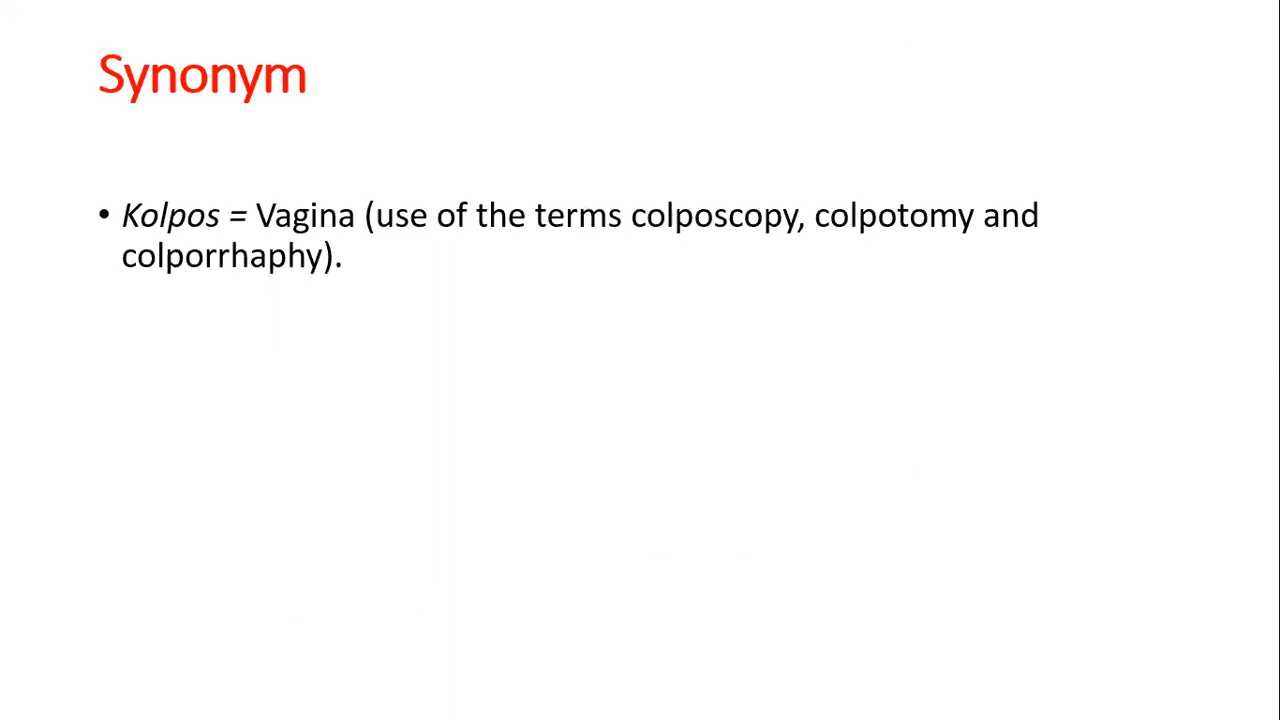 Synonym
• Kolpos = Vagina (use of the terms colposcopy, colpotomy and
colporrhaphy).